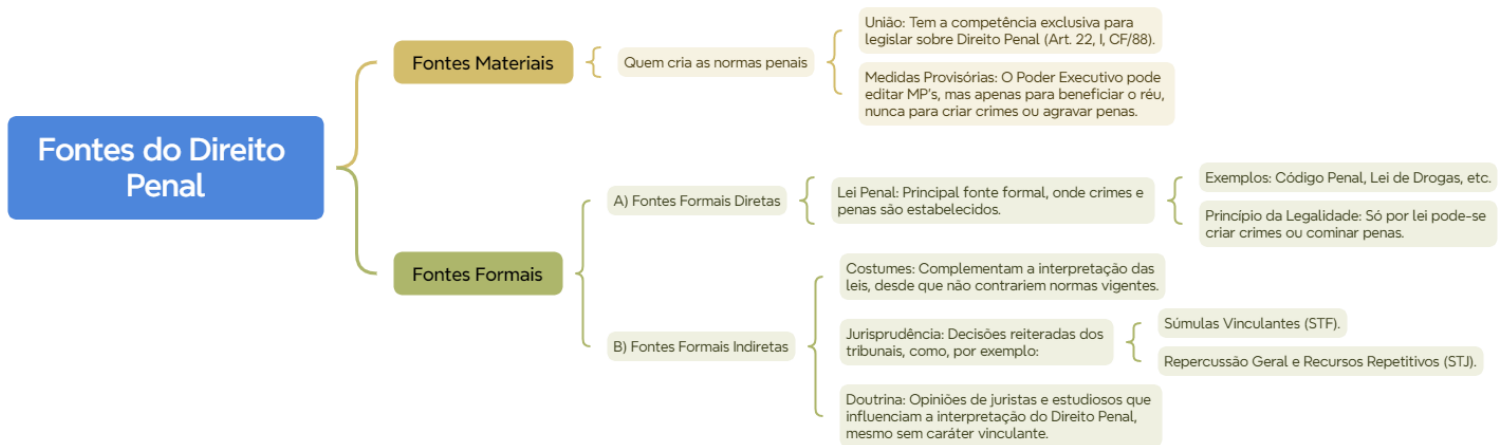 Fontes do Direito
Penal
Fontes Materiais
Quem cria as normas penais
União: Tem a competência exclusiva para
legislar sobre Direito Penal (Art. 22, I, CF/88).
Medidas Provisórias: O Poder Executivo pode
editar MP's, mas apenas para beneficiar o réu,
nunca para criar crimes ou agravar penas.
Fontes Formais
A) Fontes Formais Diretas
Lei Penal: Principal fonte formal, onde crimes e
penas são estabelecidos.
Exemplos: Código Penal, Lei de Drogas, etc.
Princípio da Legalidade: Só por lei pode-se
criar crimes ou cominar penas.
B) Fontes Formais Indiretas
Costumes: Complementam a interpretação das
leis, desde que não contrariem normas vigentes.
Jurisprudência: Decisões reiteradas dos
tribunais, como, por exemplo:
Súmulas Vinculantes (STF).
Repercussão Geral e Recursos Repetitivos (STJ).
Doutrina: Opiniões de juristas e estudiosos que
influenciam a interpretação do Direito Penal,
mesmo sem caráter vinculante.